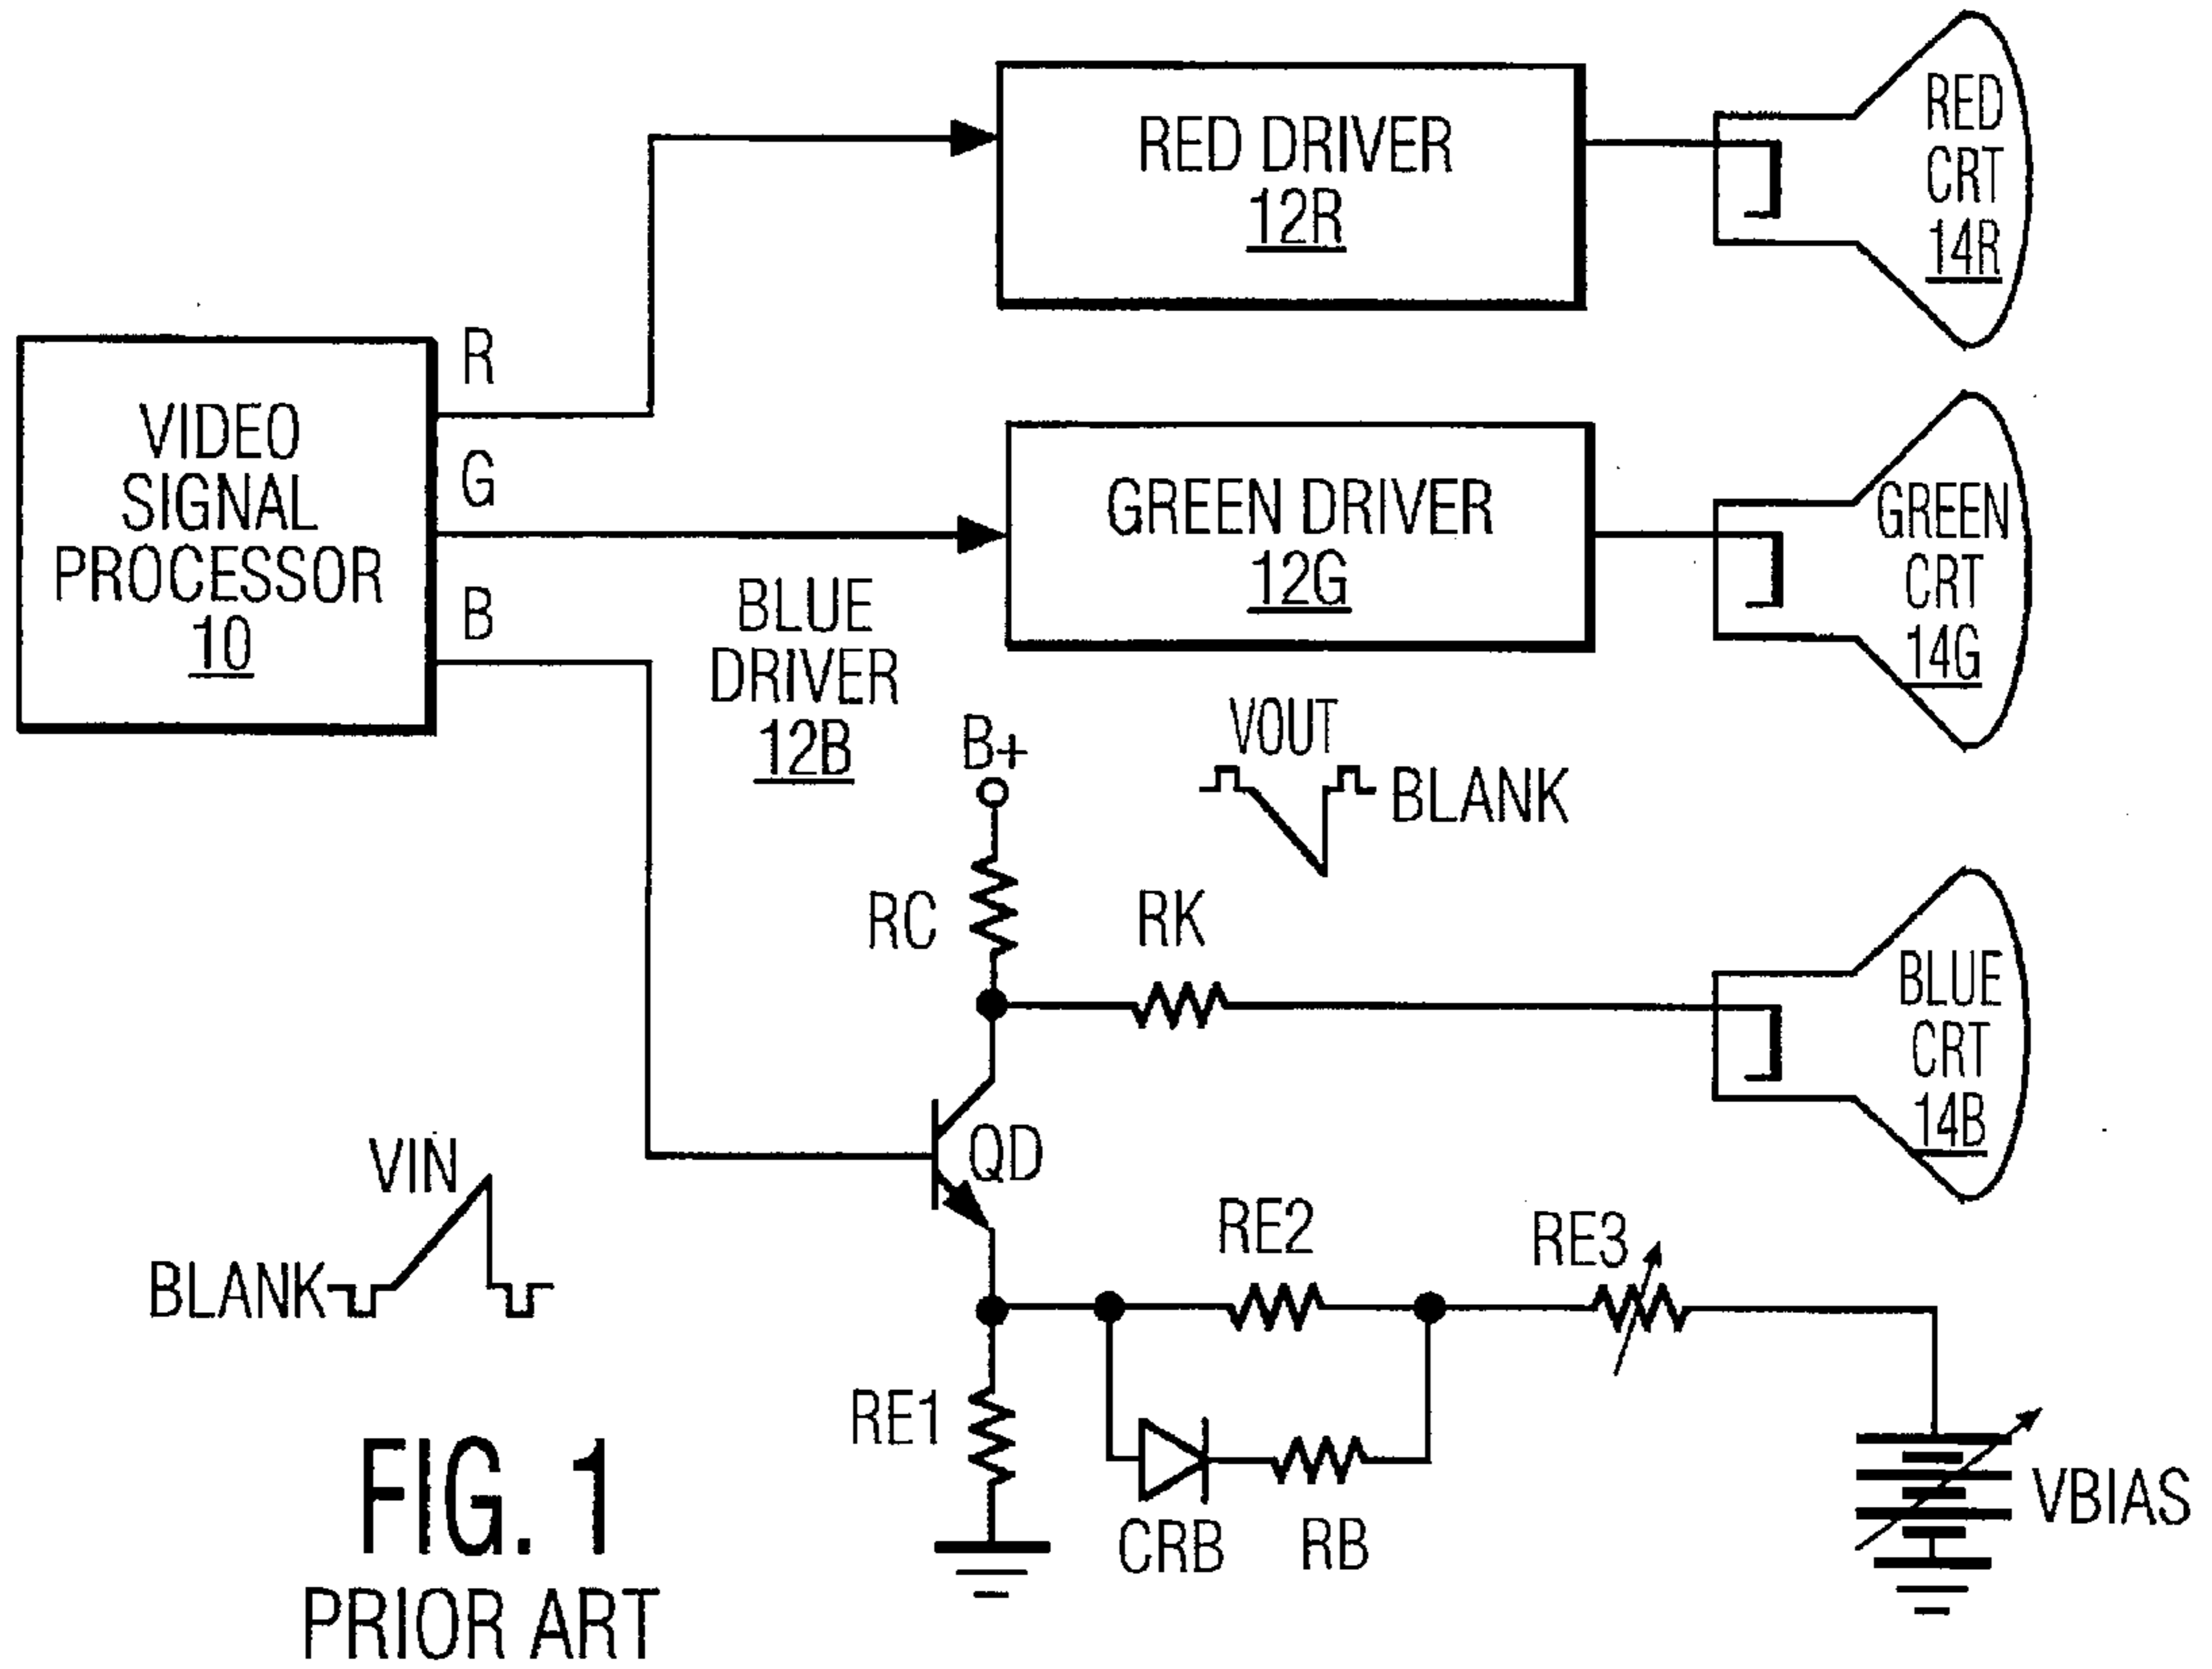 RED DRIVER
12R
RED
CRT
14R
VIDEO
SIGNAL
PROCESSOR
10
R
G
B
GREEN DRIVER
12G
GREEN
CRT
14G
BLUE
DRIVER
12B
B+
VOUT
BLANK
RC
RK
BLUE
CRT
14B
QD
VIN
BLANK
RE2
RE3
RE1
CRB
RB
VBIAS
FIG. 1
PRIOR ART